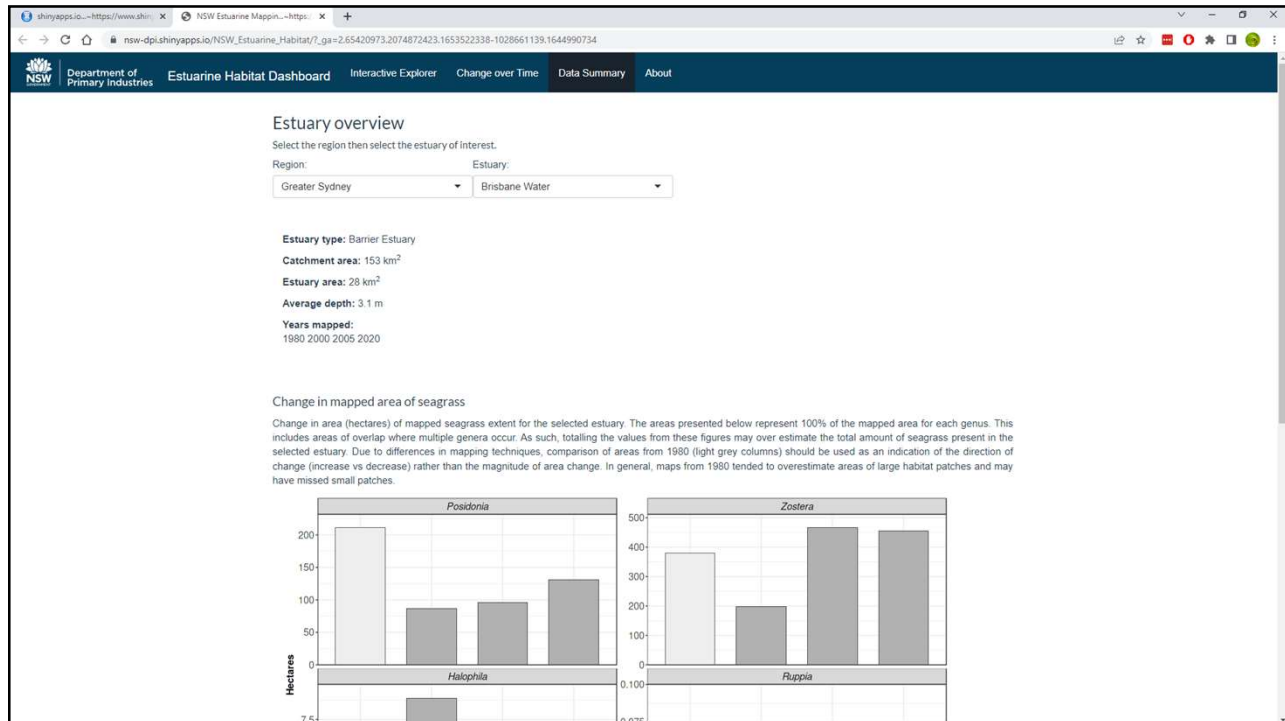 shinyapps.io...~https://www.shin
NSW Estuarine Mappin...~https:/
nsw-dpi.shinyapps.io/NSW_Estuarine_Habitat/?_ga=2.65420973.2074872423.1653522338-1028661139.1644990734
NSW
GOVERNMENT
Department of
Primary Industries
Estuarine Habitat Dashboard
Interactive Explorer
Change over Time
Data Summary
About
Estuary overview
Select the region then select the estuary of interest.
Region:
Estuary:
Greater Sydney
Brisbane Water
Estuary type: Barrier Estuary
Catchment area: 153 km²
Estuary area: 28 km²
Average depth: 3.1 m
Years mapped:
1980 2000 2005 2020
Change in mapped area of seagrass
Change in area (hectares) of mapped seagrass extent for the selected estuary. The areas presented below represent 100% of the mapped area for each genus. This
includes areas of overlap where multiple genera occur. As such, totalling the values from these figures may over estimate the total amount of seagrass present in the
selected estuary. Due to differences in mapping techniques, comparison of areas from 1980 (light grey columns) should be used as an indication of the direction of
change (increase vs decrease) rather than the magnitude of area change. In general, maps from 1980 tended to overestimate areas of large habitat patches and may
have missed small patches.
Posidonia
200
150
100
50
0
Zostera
500
400
300
200
100
0
Hectares
Halophila
7.5
Ruppia
0.100
0.075